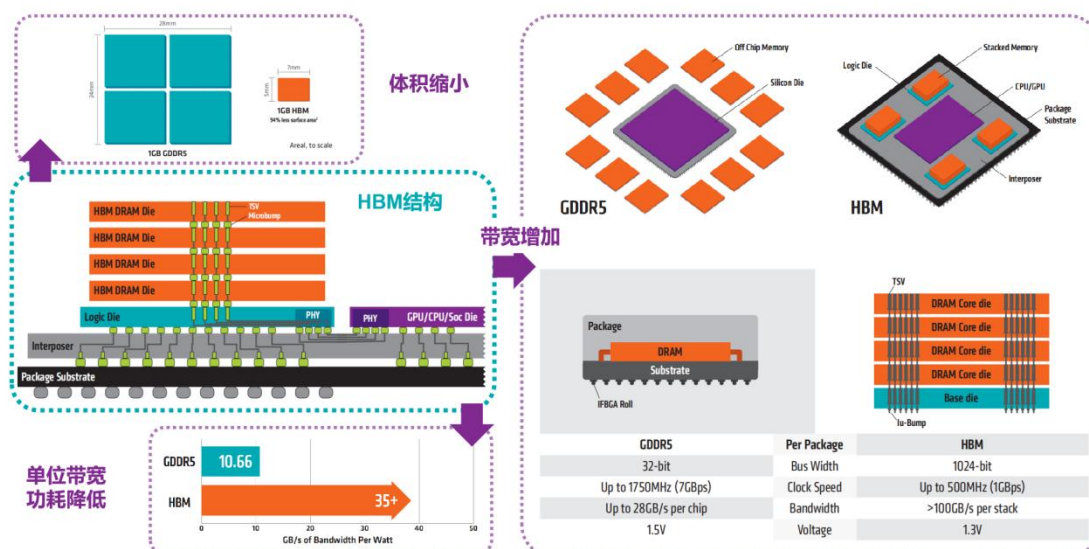 28mm
24mm
1GB GDDR5
7mm
5mm
1GB HBM
94% less surface area¹
Areal, to scale
体积缩小
HBM结构
HBM DRAM Die
HBM DRAM Die
HBM DRAM Die
HBM DRAM Die
TSV
Microbump
Logic Die
PHY
PHY
GPU/CPU/Soc Die
Interposer
Package Substrate
单位带宽
功耗降低
GDDR5
10.66
HBM
35+
0 10 20 30 40 50
GB/s of Bandwidth Per Watt
带宽增加
Off Chip Memory
Silicon Die
GDDR5
Stacked Memory
Logic Die
CPU/GPU
Package
Substrate
Interposer
HBM
Package
DRAM
Substrate
IFBGA Roll
TSV
DRAM Core die
DRAM Core die
DRAM Core die
DRAM Core die
Base die
Iu-Bump
GDDR5 Per Package HBM
32-bit Bus Width 1024-bit
Up to 1750MHz (7GBps) Clock Speed Up to 500MHz (1GBps)
Up to 28GB/s per chip Bandwidth >100GB/s per stack
1.5V Voltage 1.3V